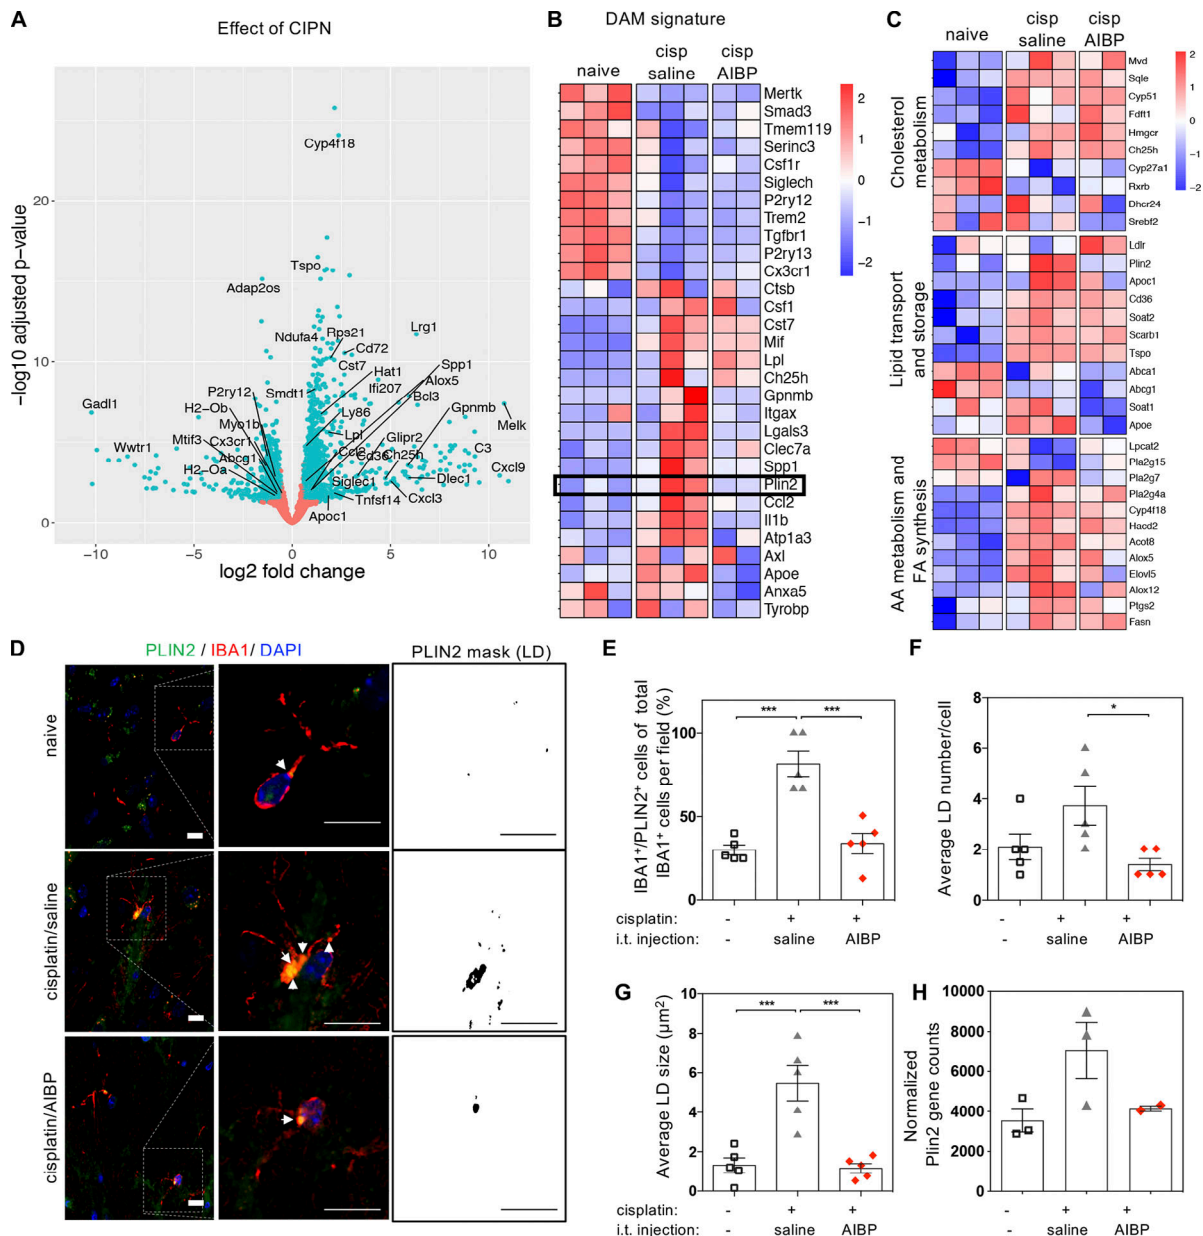 A
Effect of CIPN
-log10 adjusted p-value
20
10
0
-10
-5
0
5
10
log2 fold change
Cyp4f18
Tspo
Adap2os
Lrg1
Ndufa4
Rps21
Cd72
Cst7
Spp1
Hat1
Alox5
Smdt1
Ifi207
Bcl3
P2ry12
Gadl1
H2-Ob
Ly86
Gpnmb
Myo1b
Melk
Wwtr1
Mtif3
Cx3cr1
Lpl
Glipr2
C3
Abcg1
Ccl2
Cd36
Ch25h
H2-Oa
Cxcl9
Siglec1
Dlec1
Tnfsf14
Cxcl3
Apoc1
B
DAM signature
naive
cisp
saline
cisp
AIBP
Mertk
Smad3
Tmem119
Serinc3
Csf1r
Siglech
P2ry12
Trem2
Tgfbr1
P2ry13
Cx3cr1
Ctsb
Csf1
Cst7
Mif
Lpl
Ch25h
Gpnmb
Itgax
Lgals3
Clec7a
Spp1
Plin2
Ccl2
Il1b
Atp1a3
Axl
Apoe
Anxa5
Tyrobp
2
1
0
-1
-2
C
naive
cisp
saline
cisp
AIBP
Cholesterol
metabolism
Mvd
Sqle
Cyp51
Fdft1
Hmgcr
Ch25h
Cyp27a1
Rxrb
Dhcr24
Srebf2
2
1
0
-1
-2
Lipid transport
and storage
Ldlr
Plin2
Apoc1
Cd36
Soat2
Scarb1
Tspo
Abca1
Abcg1
Soat1
Apoe
AA metabolism and
FA synthesis
Lpcat2
Pla2g15
Pla2g7
Pla2g4a
Cyp4f18
Hacd2
Acot8
Alox5
Elovl5
Alox12
Ptgs2
Fasn
D
PLIN2 / IBA1/ DAPI
PLIN2 mask (LD)
naive
cisplatin/saline
cisplatin/AIBP
E
IBA1+/PLIN2+ cells of total
IBA1+ cells per field (%)
100
50
0
***
***
cisplatin: - + +
i.t. injection: - saline AIBP
F
Average LD number/cell
8
6
4
2
0
*
- + +
- saline AIBP
G
Average LD size (µm²)
10
8
6
4
2
0
***
***
cisplatin: - + +
i.t. injection: - saline AIBP
H
Normalized
Plin2 gene counts
10000
8000
6000
4000
2000
0
- + +
- saline AIBP